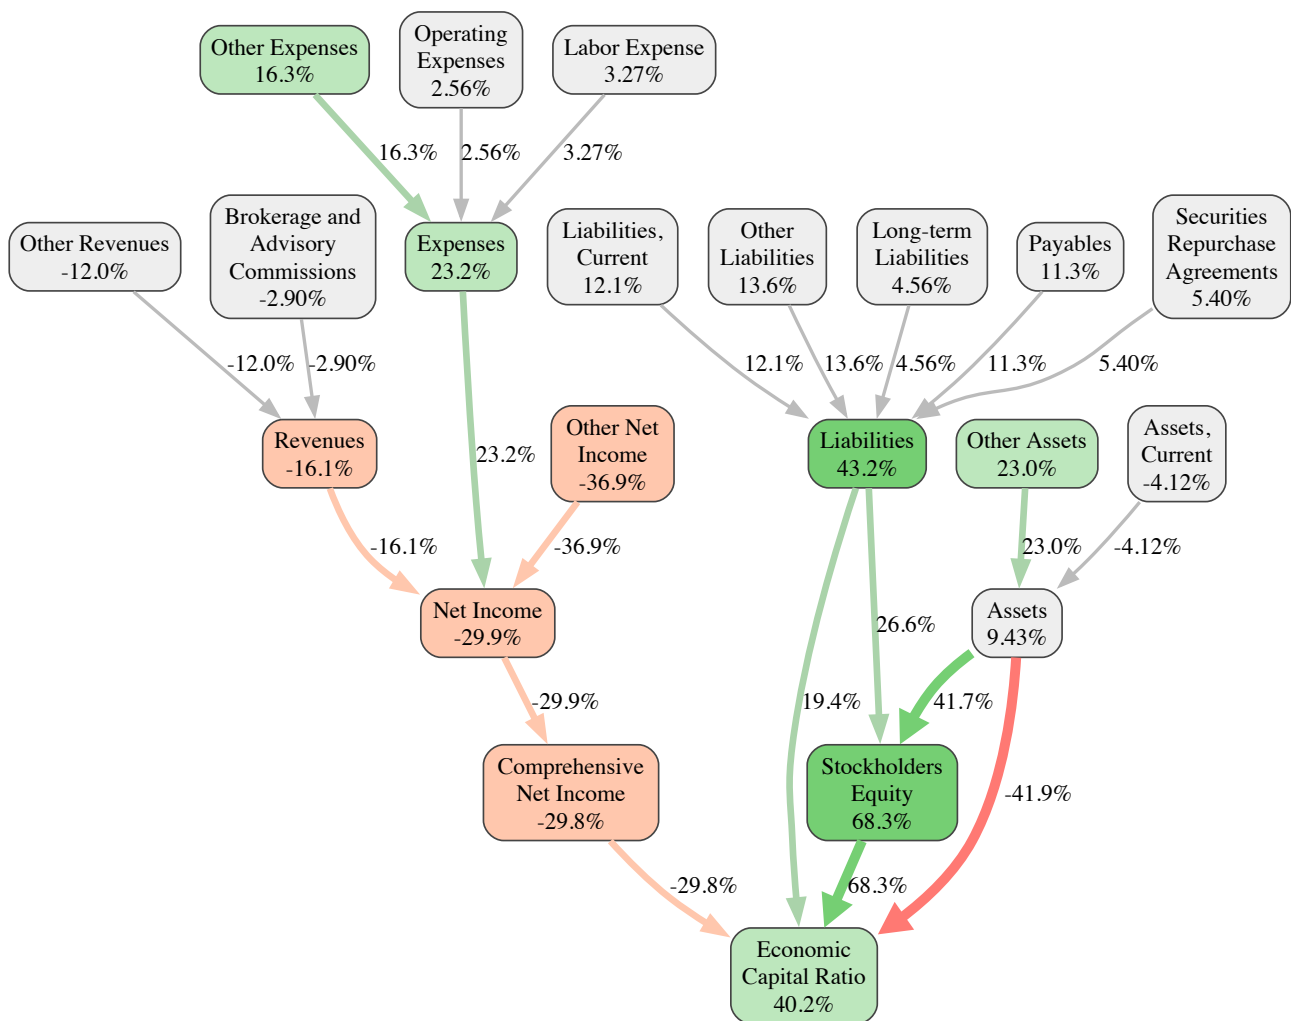 Other Expenses
16.3%
Operating
Expenses
2.56%
Labor Expense
3.27%
16.3%
2.56%
3.27%
Other Revenues
-12.0%
Brokerage and
Advisory
Commissions
-2.90%
Expenses
23.2%
Liabilities,
Current
12.1%
Other
Liabilities
13.6%
Long-term
Liabilities
4.56%
Payables
11.3%
Securities
Repurchase
Agreements
5.40%
-12.0%
-2.90%
12.1%
13.6%
4.56%
11.3%
5.40%
Revenues
-16.1%
23.2%
Other Net
Income
-36.9%
Liabilities
43.2%
Other Assets
23.0%
Assets,
Current
-4.12%
-16.1%
-36.9%
23.0%
-4.12%
Net Income
-29.9%
26.6%
Assets
9.43%
-29.9%
19.4%
41.7%
Comprehensive
Net Income
-29.8%
Stockholders
Equity
68.3%
-41.9%
-29.8%
68.3%
Economic
Capital Ratio
40.2%